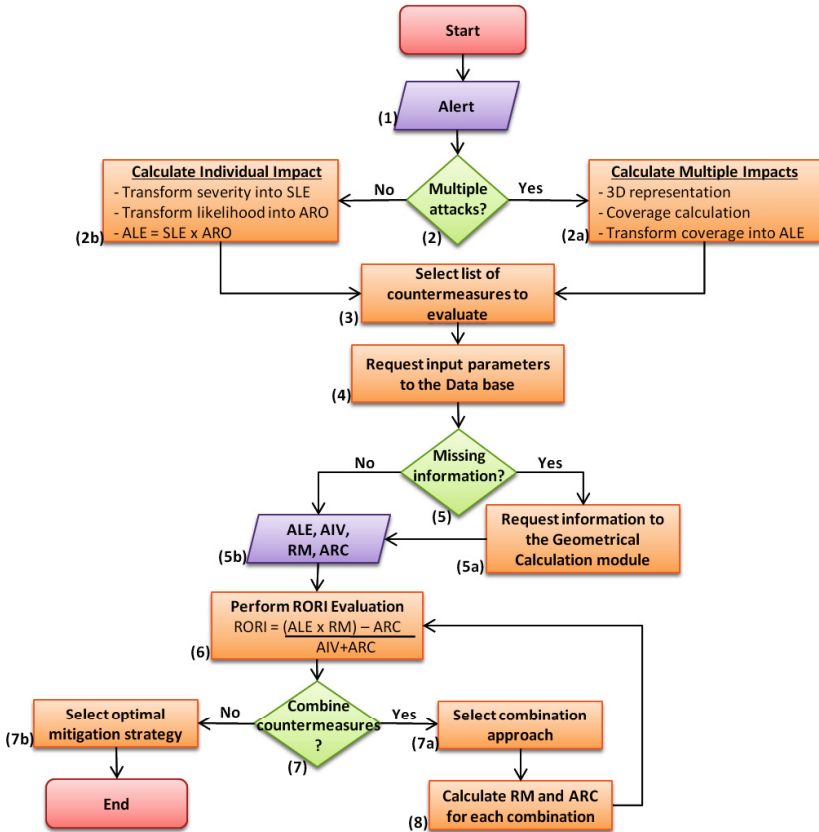 Start
Alert
(1)
Calculate Individual Impact
- Transform severity into SLE
- Transform likelihood into ARO
- ALE = SLE x ARO
(2b)
No
Multiple
attacks?
(2)
Yes
Calculate Multiple Impacts
- 3D representation
- Coverage calculation
- Transform coverage into ALE
(2a)
Select list of
countermeasures to
evaluate
(3)
Request input parameters
to the Data base
(4)
No
Missing
information?
(5)
Yes
ALE, AIV,
RM, ARC
(5b)
Request information to
the Geometrical
Calculation module
(5a)
Perform RORI Evaluation
RORI = (ALE x RM) – ARC
AIV+ARC
(6)
Select optimal
mitigation strategy
(7b)
No
Combine
countermeasures
?
(7)
Yes
Select combination
approach
(7a)
End
Calculate RM and ARC
for each combination
(8)